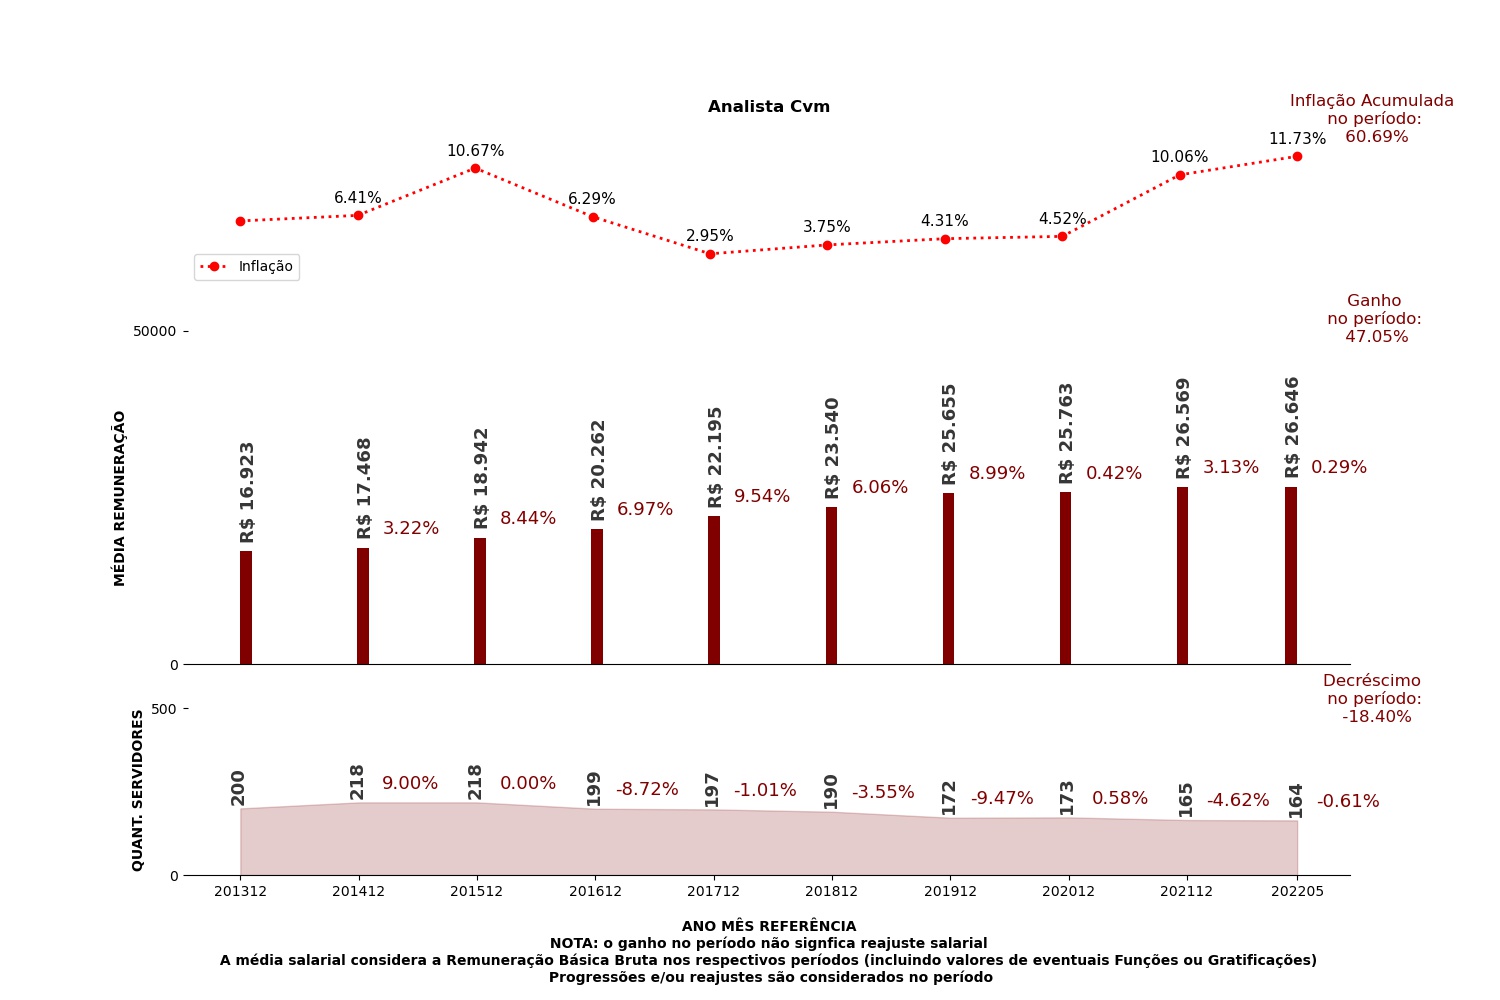 Analista Cvm
Inflação Acumulada
no período:
60.69%
6.41%
10.67%
6.29%
2.95%
3.75%
4.31%
4.52%
10.06%
11.73%
Inflação
Ganho
no período:
47.05%
50000
0
MÉDIA REMUNERAÇÃO
R$ 16.923
R$ 17.468
R$ 18.942
R$ 20.262
R$ 22.195
R$ 23.540
R$ 25.655
R$ 25.763
R$ 26.569
R$ 26.646
3.22%
8.44%
6.97%
9.54%
6.06%
8.99%
0.42%
3.13%
0.29%
Decréscimo
no período:
-18.40%
500
0
QUANT. SERVIDORES
200
218
218
199
197
190
172
173
165
164
9.00%
0.00%
-8.72%
-1.01%
-3.55%
-9.47%
0.58%
-4.62%
-0.61%
201312
201412
201512
201612
201712
201812
201912
202012
202112
202205
ANO MÊS REFERÊNCIA
NOTA: o ganho no período não signfica reajuste salarial
A média salarial considera a Remuneração Básica Bruta nos respectivos períodos (incluindo valores de eventuais Funções ou Gratificações)
Progressões e/ou reajustes são considerados no período